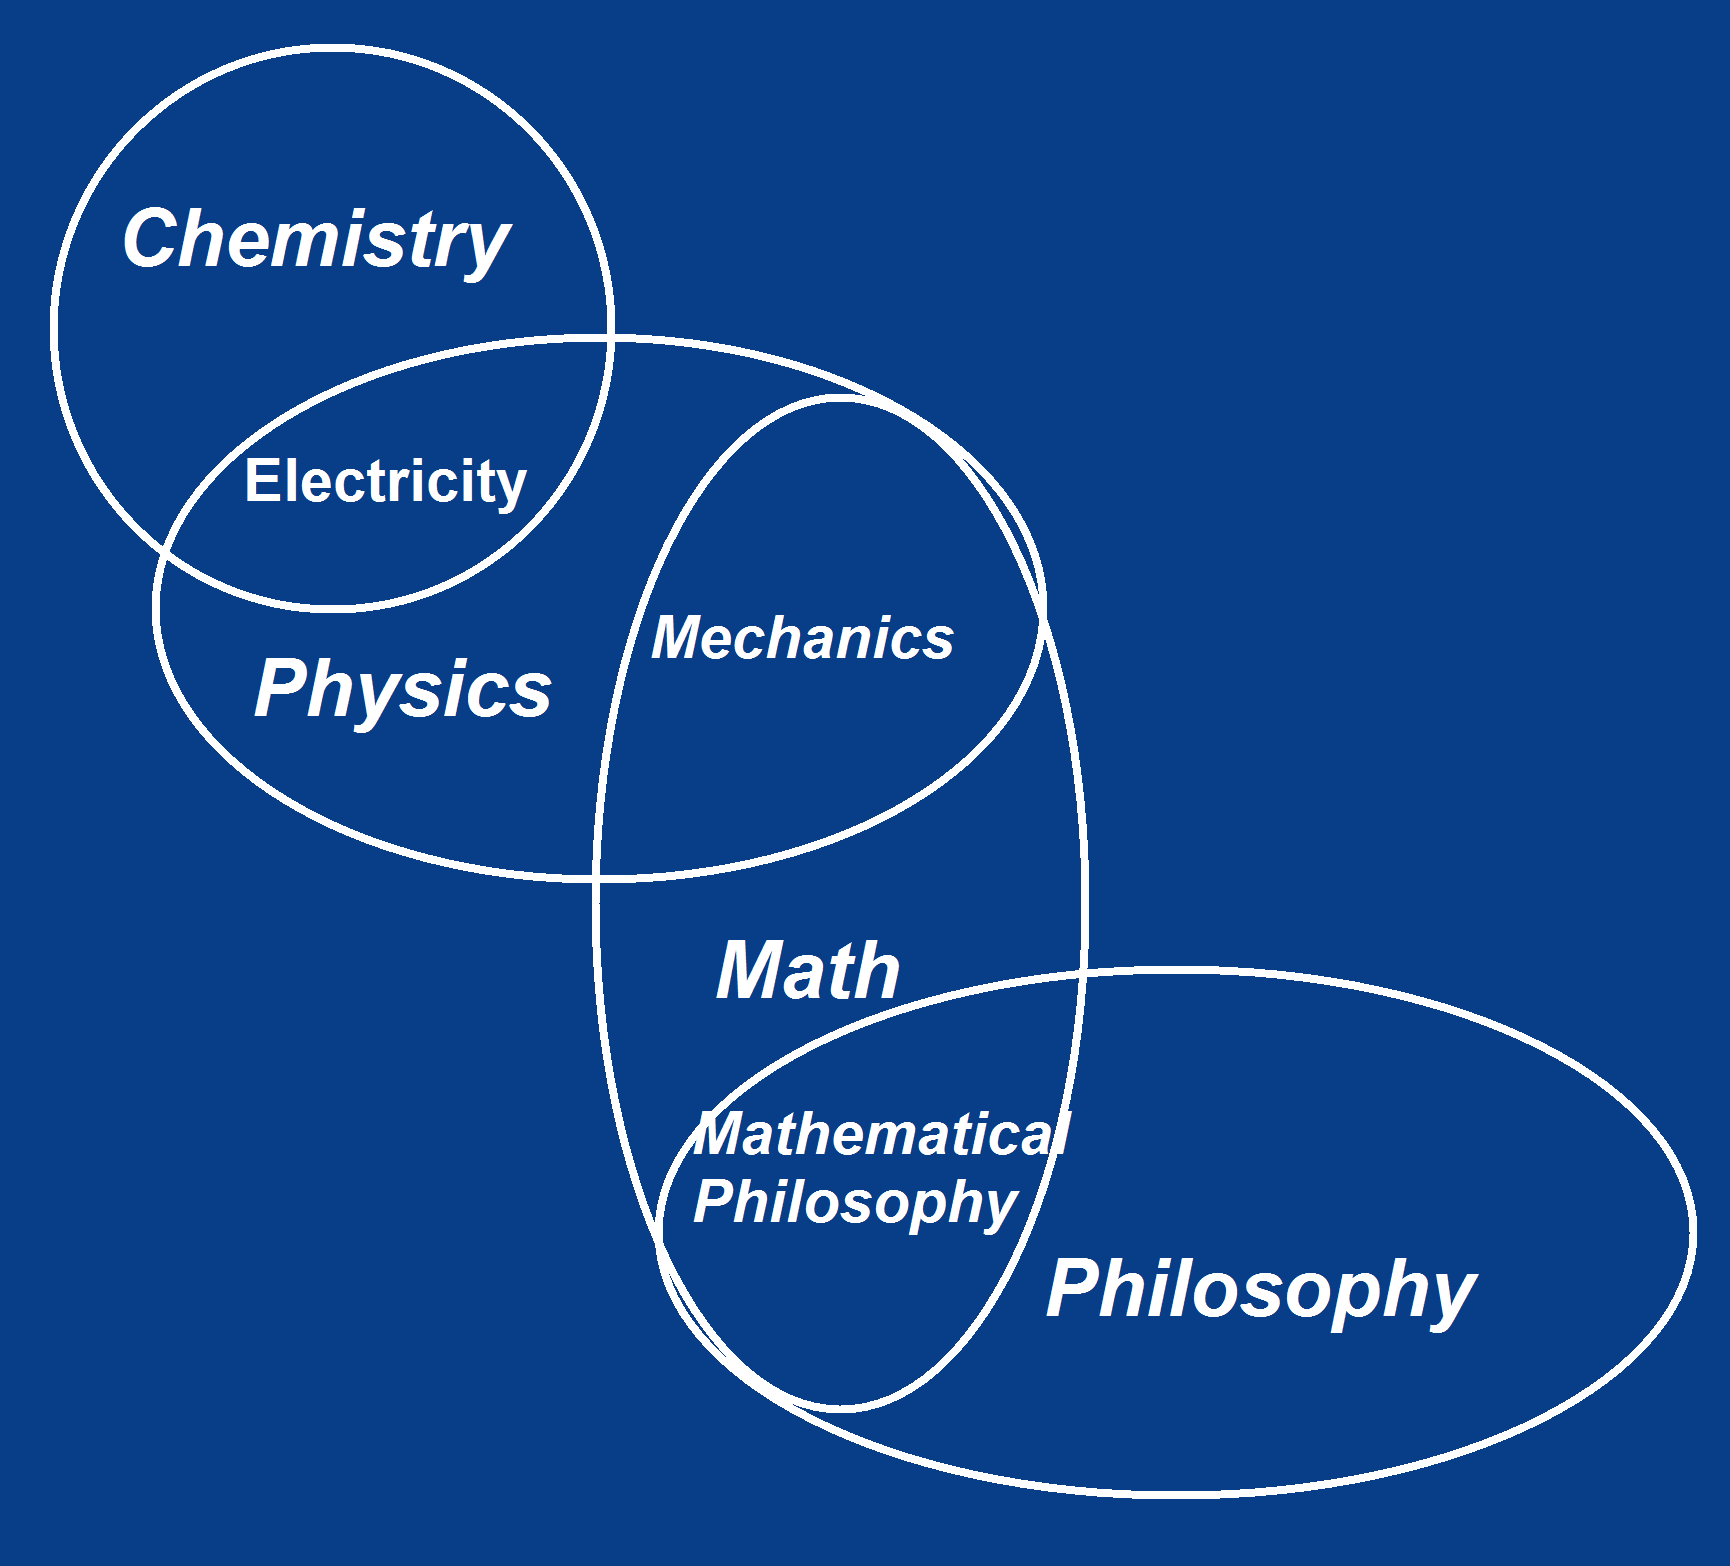 Chemistry
Electricity
Mechanics
Physics
Math
Mathematical
Philosophy
Philosophy